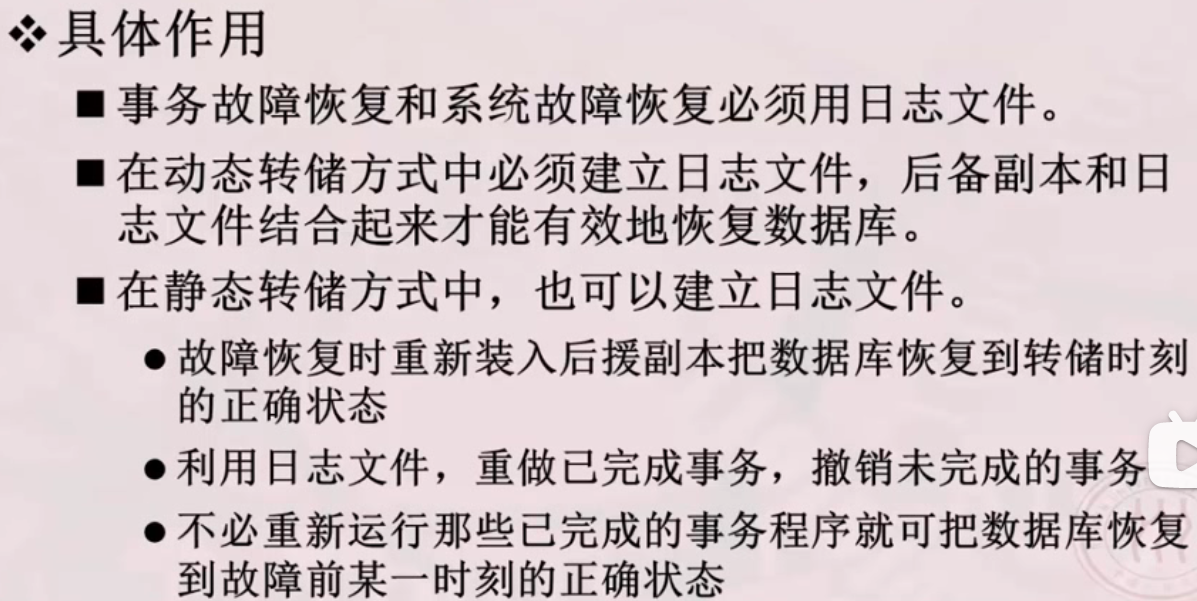 ❖具体作用
■ 事务故障恢复和系统故障恢复必须用日志文件。
■ 在动态转储方式中必须建立日志文件，后备副本和日
志文件结合起来才能有效地恢复数据库。
■ 在静态转储方式中，也可以建立日志文件。
● 故障恢复时重新装入后援副本把数据库恢复到转储时刻
的正确状态
● 利用日志文件，重做已完成事务，撤销未完成的事务
● 不必重新运行那些已完成的事务程序就可把数据库恢复
到故障前某一时刻的正确状态